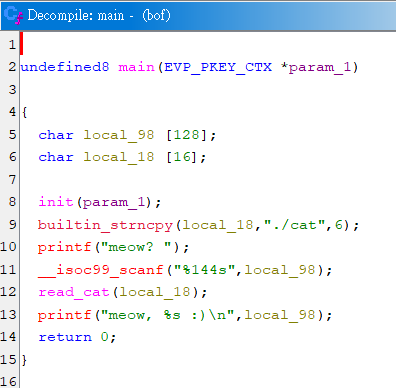 Decompile: main - (bof)
1
2 undefined8 main(EVP_PKEY_CTX *param_1)
3
4 {
5   char local_98 [128];
6   char local_18 [16];
7
8   init(param_1);
9   builtin_strncpy(local_18,"./cat",6);
10   printf("meow? ");
11   __isoc99_scanf("%144s",local_98);
12   read_cat(local_18);
13   printf("meow, %s :)\n",local_98);
14   return 0;
15 }
16